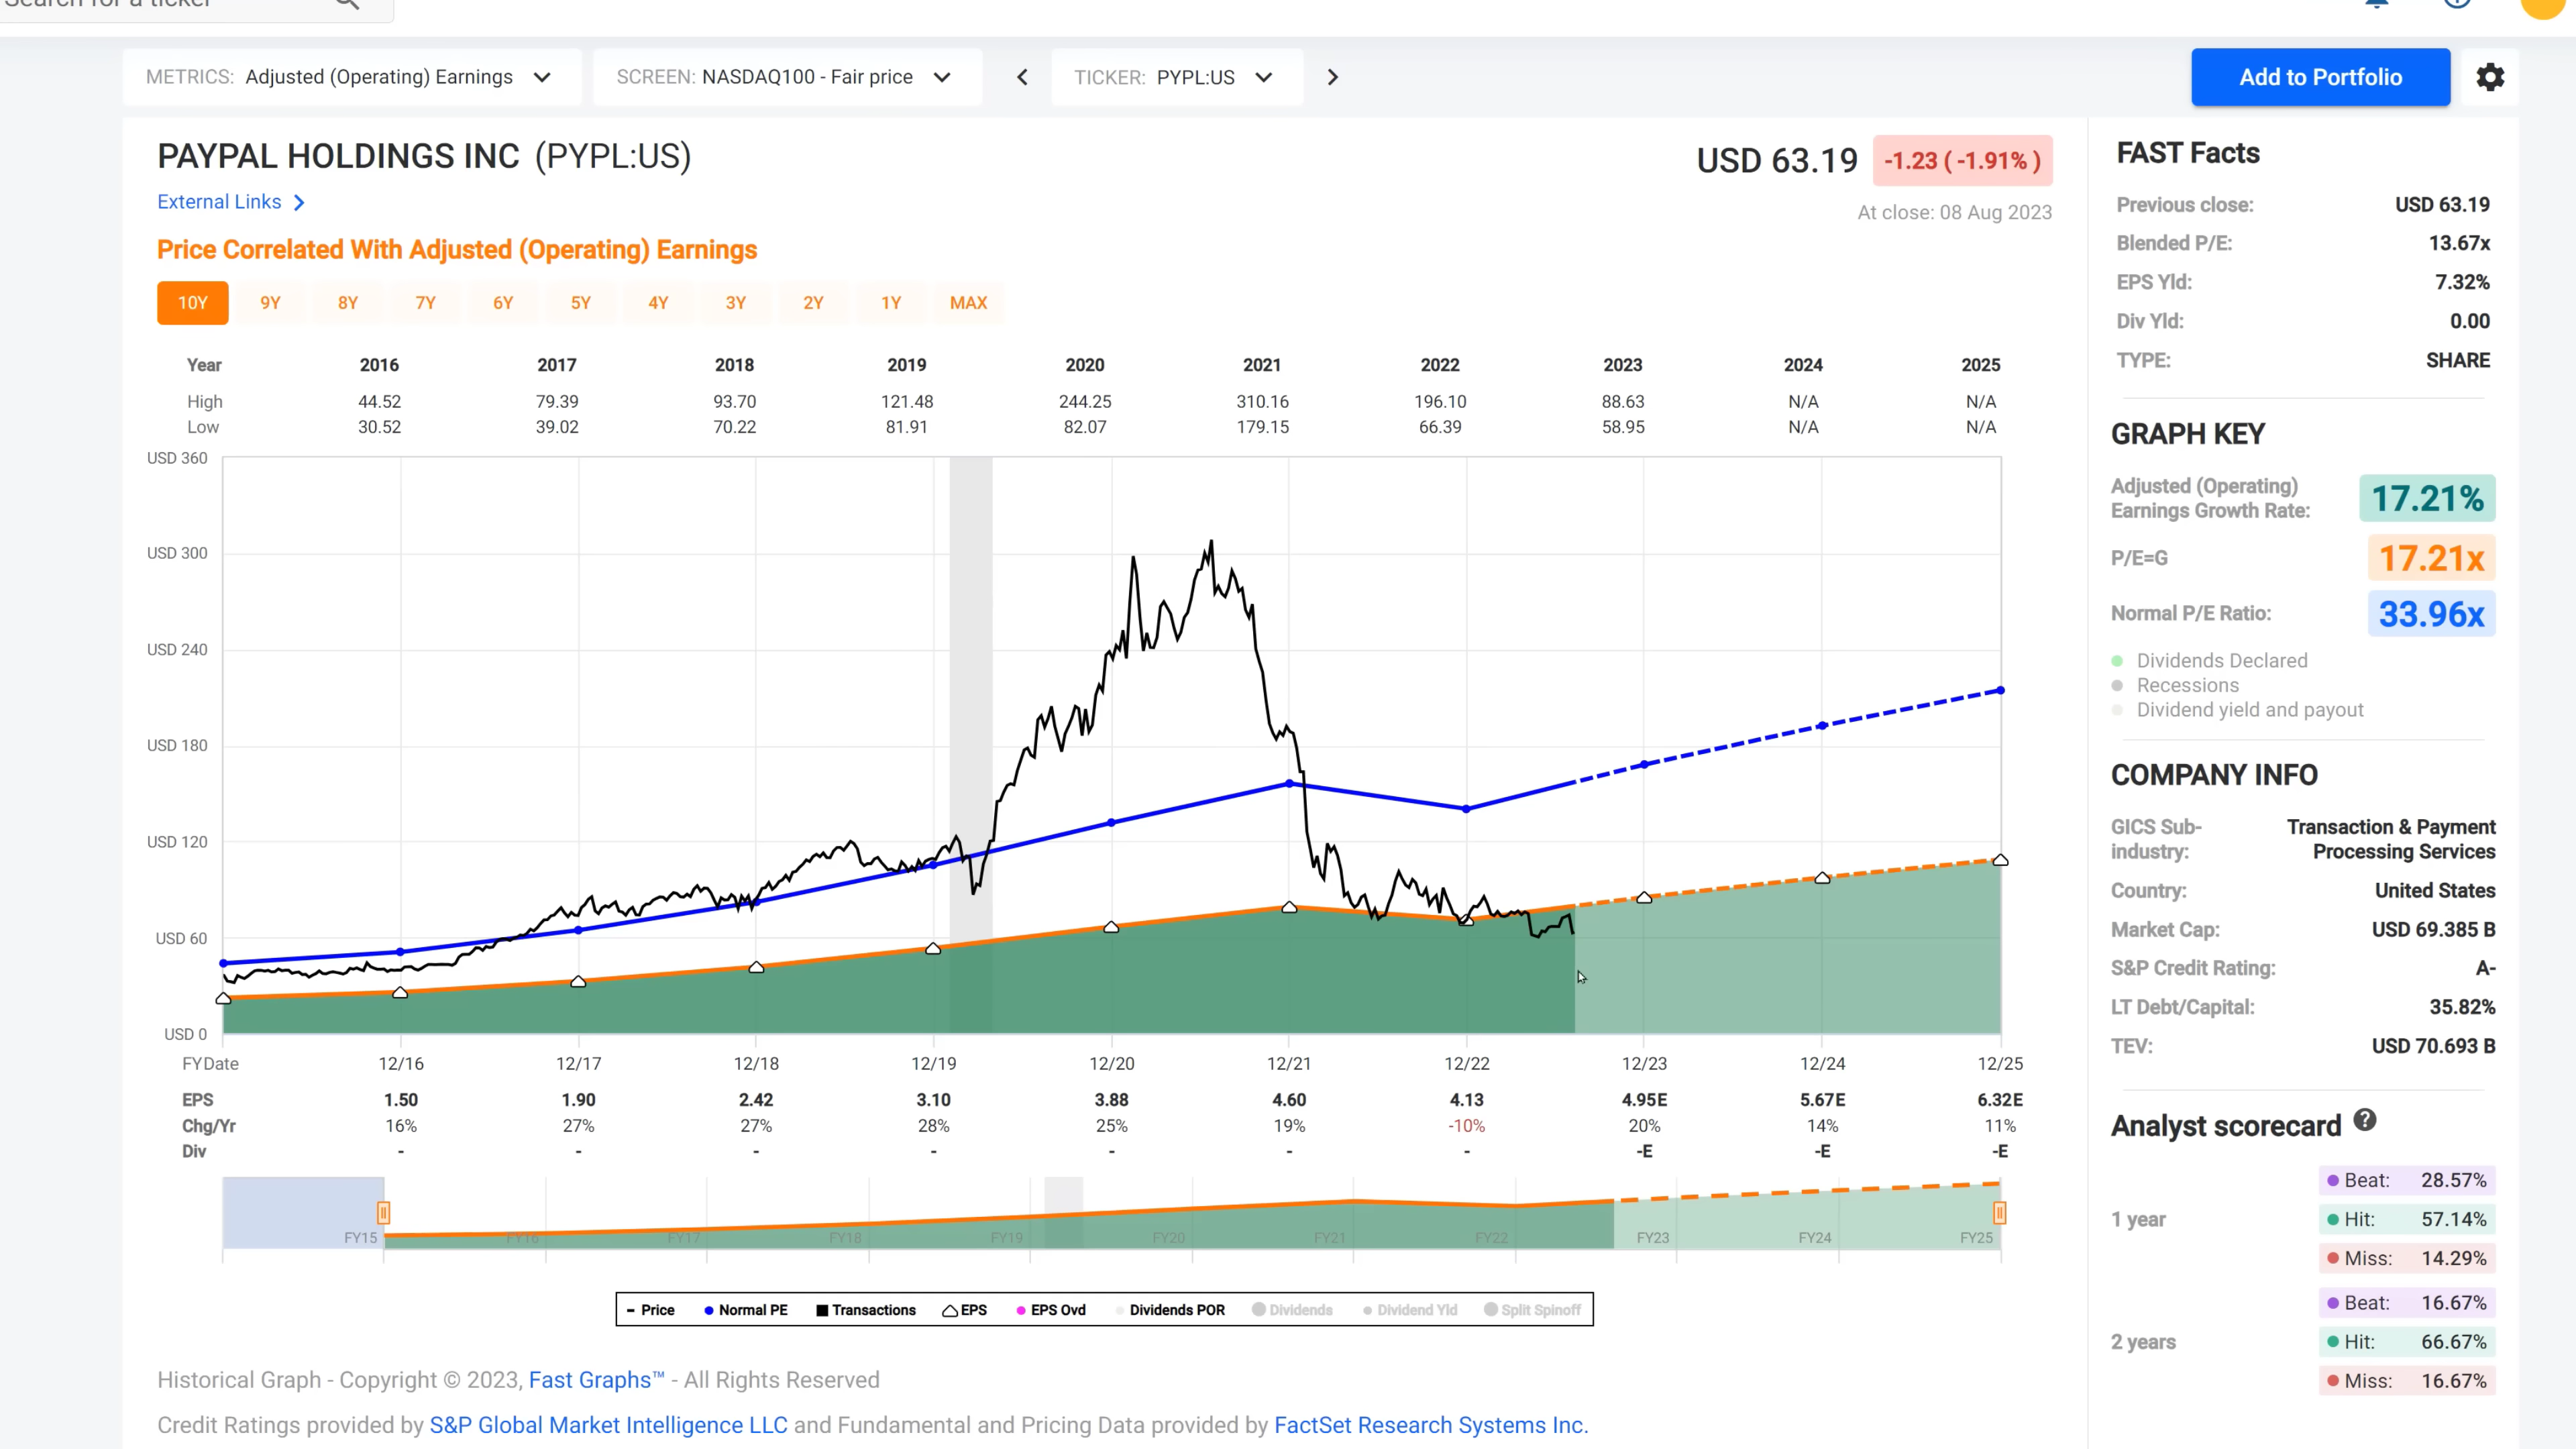 Search for a ticker
METRICS: Adjusted (Operating) Earnings
SCREEN: NASDAQ100 - Fair price
TICKER: PYPL:US
Add to Portfolio
PAYPAL HOLDINGS INC (PYPL:US)
USD 63.19 -1.23 ( -1.91% )
External Links
At close: 08 Aug 2023
Price Correlated With Adjusted (Operating) Earnings
10Y 9Y 8Y 7Y 6Y 5Y 4Y 3Y 2Y 1Y MAX
Year 2016 2017 2018 2019 2020 2021 2022 2023 2024 2025
High 44.52 79.39 93.70 121.48 244.25 310.16 196.10 88.63 N/A N/A
Low 30.52 39.02 70.22 81.91 82.07 179.15 66.39 58.95 N/A N/A
USD 360
USD 300
USD 240
USD 180
USD 120
USD 60
USD 0
FYDate 12/16 12/17 12/18 12/19 12/20 12/21 12/22 12/23 12/24 12/25
EPS 1.50 1.90 2.42 3.10 3.88 4.60 4.13 4.95E 5.67E 6.32E
Chg/Yr 16% 27% 27% 28% 25% 19% -10% 20% 14% 11%
Div - - - - - - - -E -E -E
FY15 FY16 FY17 FY18 FY19 FY20 FY21 FY22 FY23 FY24 FY25
Price Normal PE Transactions EPS EPS Ovd Dividends POR Dividends Dividend Yld Split Spinoff
Historical Graph - Copyright © 2023, Fast Graphs™ - All Rights Reserved
Credit Ratings provided by S&P Global Market Intelligence LLC and Fundamental and Pricing Data provided by FactSet Research Systems Inc.
FAST Facts
Previous close: USD 63.19
Blended P/E: 13.67x
EPS Yld: 7.32%
Div Yld: 0.00
TYPE: SHARE
GRAPH KEY
Adjusted (Operating)
Earnings Growth Rate: 17.21%
P/E=G 17.21x
Normal P/E Ratio: 33.96x
Dividends Declared
Recessions
Dividend yield and payout
COMPANY INFO
GICS Sub- Transaction & Payment
industry: Processing Services
Country: United States
Market Cap: USD 69.385 B
S&P Credit Rating: A-
LT Debt/Capital: 35.82%
TEV: USD 70.693 B
Analyst scorecard ?
Beat: 28.57%
1 year Hit: 57.14%
Miss: 14.29%
Beat: 16.67%
2 years Hit: 66.67%
Miss: 16.67%